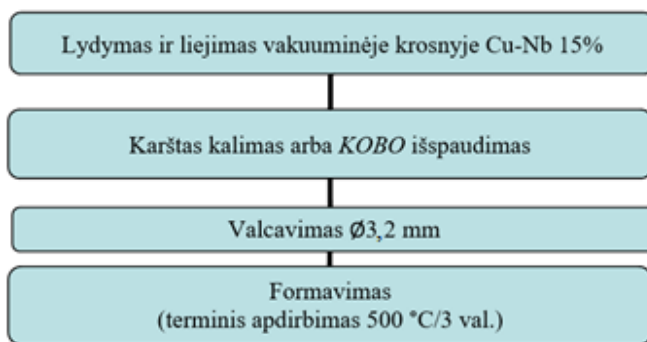 Lydymas ir liejimas vakuuminėje krosnyje Cu-Nb 15%
Karštas kalimas arba KOBO išspaudimas
Valcavimas Ø3,2 mm
Formavimas
(terminis apdirbimas 500 °C/3 val.)